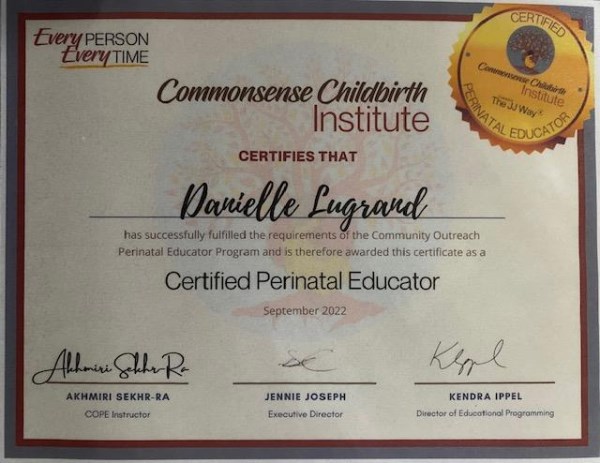 Every PERSON
Every TIME
CERTIFIED
Commonsense Childbirth
Institute
The JJ Way®
PERINATAL EDUCATOR
Commonsense Childbirth
Institute
CERTIFIES THAT
Danielle Lugrand
has successfully fulfilled the requirements of the Community Outreach
Perinatal Educator Program and is therefore awarded this certificate as a
Certified Perinatal Educator
September 2022
Akhmiri Sekhr-Ra
AKHMIRI SEKHR-RA
COPE Instructor
JENNIE JOSEPH
Executive Director
KENDRA IPPEL
Director of Educational Programming